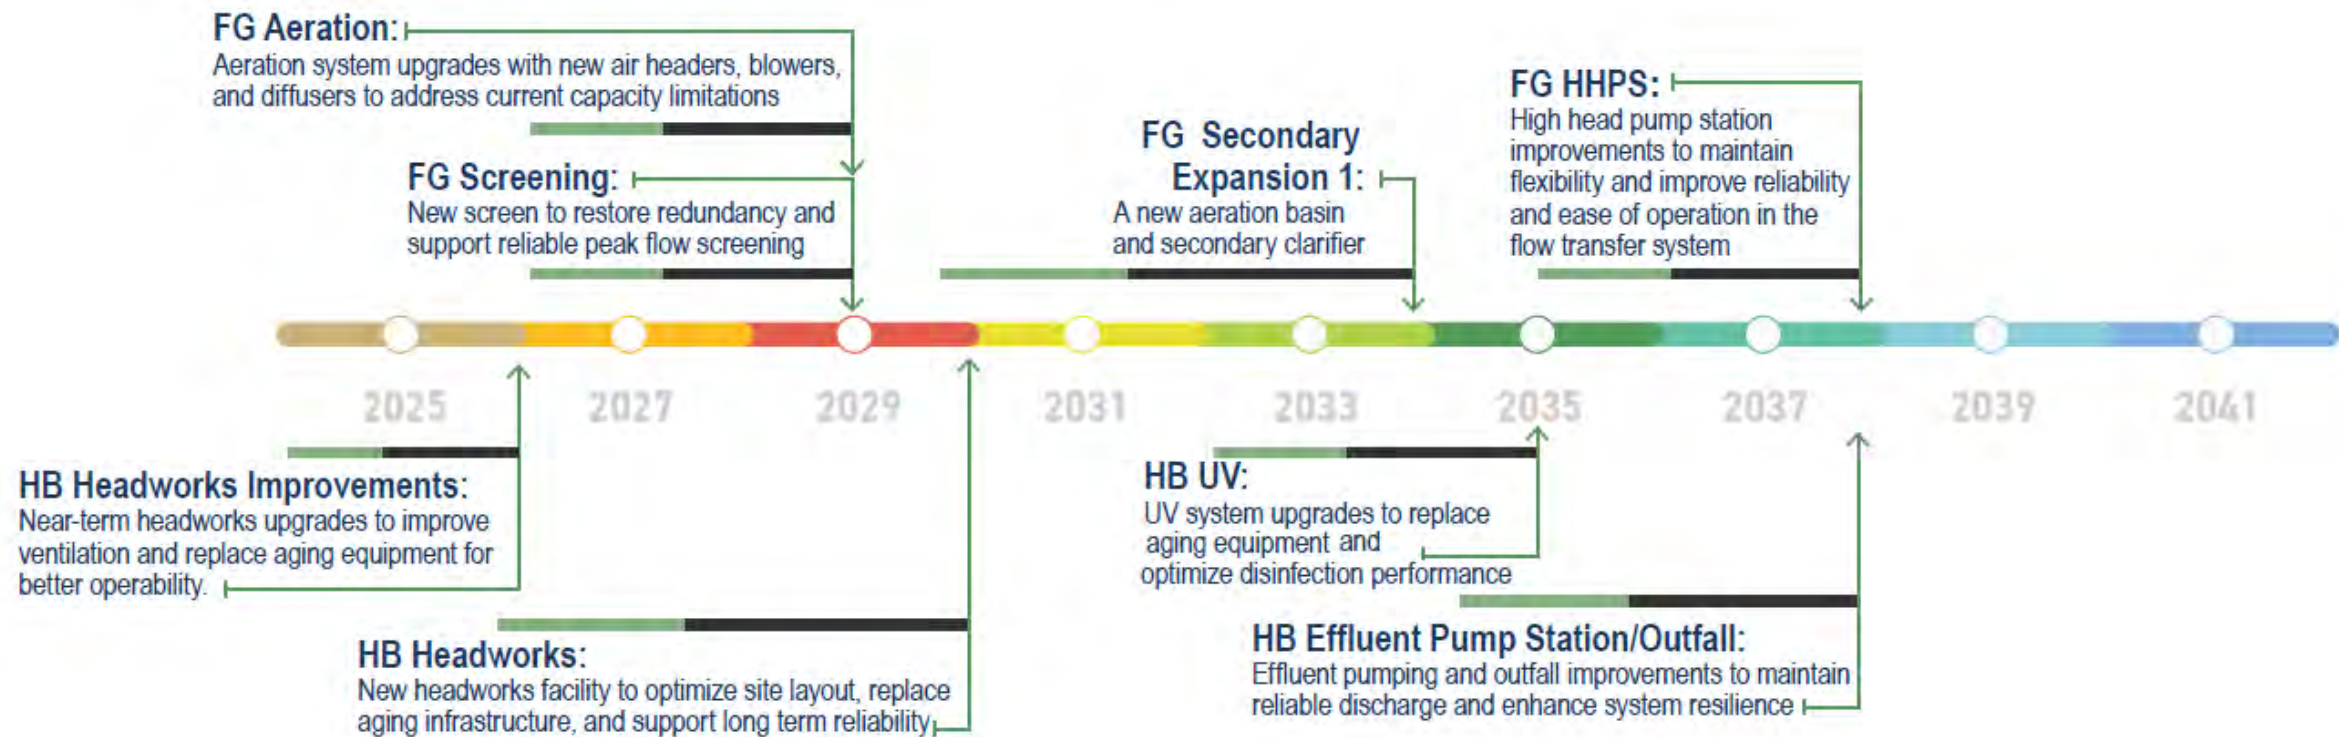 FG Aeration:
Aeration system upgrades with new air headers, blowers,
and diffusers to address current capacity limitations
FG Screening:
New screen to restore redundancy and
support reliable peak flow screening
FG Secondary
Expansion 1:
A new aeration basin
and secondary clarifier
FG HHPS:
High head pump station
improvements to maintain
flexibility and improve reliability
and ease of operation in the
flow transfer system
2025
2027
2029
2031
2033
2035
2037
2039
2041
HB Headworks Improvements:
Near-term headworks upgrades to improve
ventilation and replace aging equipment for
better operability.
HB Headworks:
New headworks facility to optimize site layout, replace
aging infrastructure, and support long term reliability
HB UV:
UV system upgrades to replace
aging equipment and
optimize disinfection performance
HB Effluent Pump Station/Outfall:
Effluent pumping and outfall improvements to maintain
reliable discharge and enhance system resilience